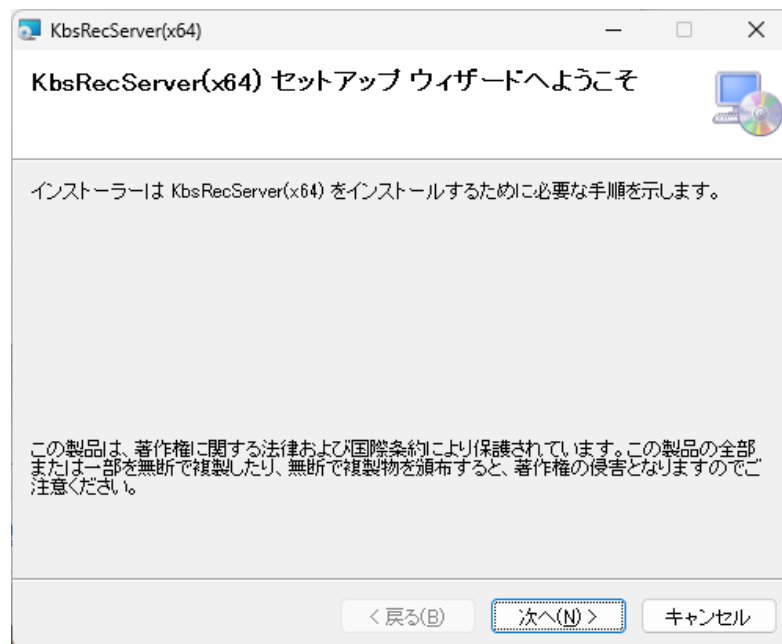 KbsRecServer(x64)
KbsRecServer(x64) セットアップ ウィザードへようこそ
インストーラーは KbsRecServer(x64) をインストールするために必要な手順を示します。
この製品は、著作権に関する法律および国際条約により保護されています。この製品の全部
または一部を無断で複製したり、無断で複製物を頒布すると、著作権の侵害となりますのでご
注意ください。
< 戻る(B)
次へ(N) >
キャンセル